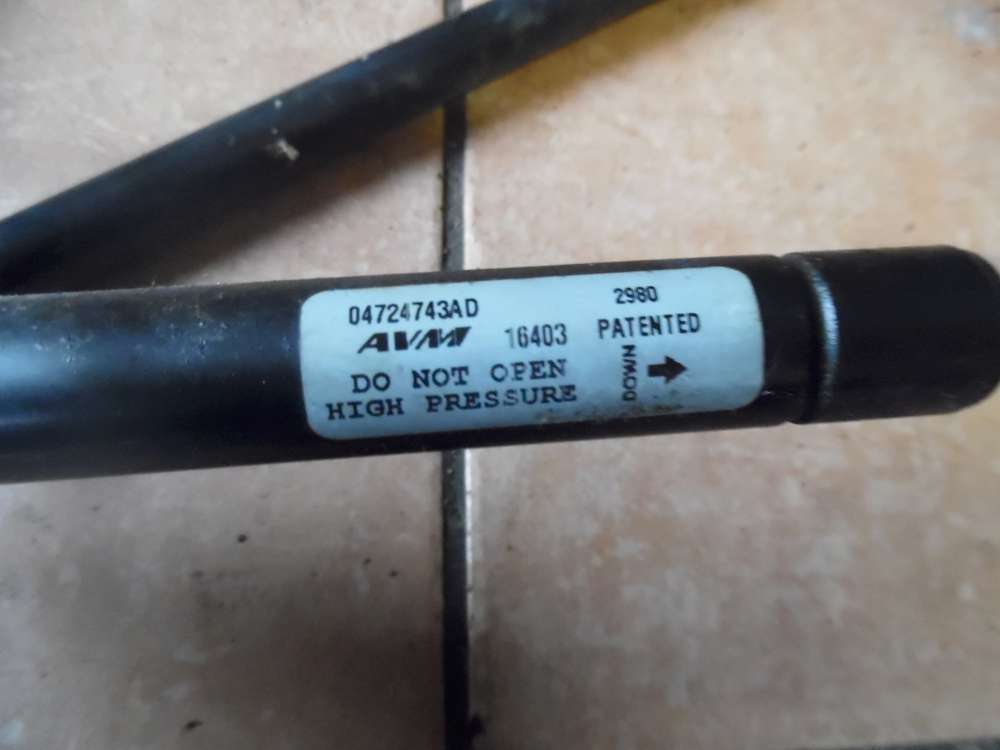 04724743AD 2980
AVM 16403 PATENTED
DO NOT OPEN
HIGH PRESSURE
DOWN